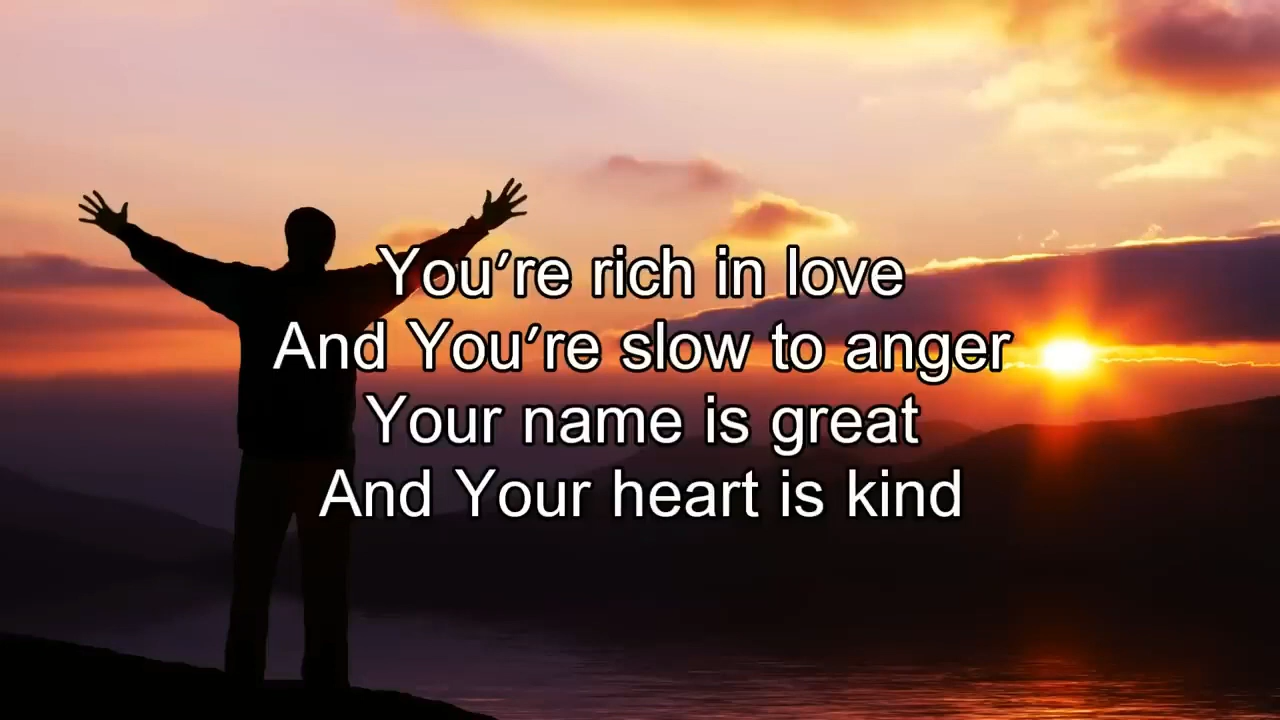 You're rich in love
And You're slow to anger
Your name is great
And Your heart is kind